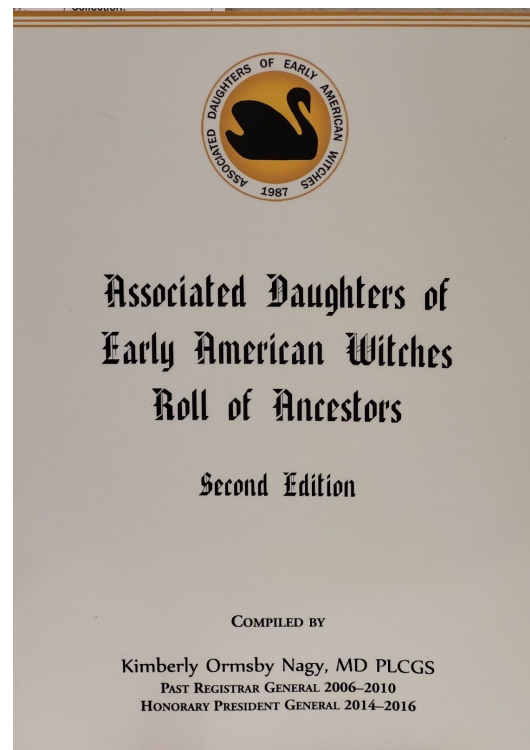 Collection.
ASSOCIATED DAUGHTERS OF EARLY AMERICAN WITCHES
1987
Associated Daughters of
Early American Witches
Roll of Ancestors
Second Edition
COMPILED BY
Kimberly Ormsby Nagy, MD PLCGS
PAST REGISTRAR GENERAL 2006–2010
HONORARY PRESIDENT GENERAL 2014–2016